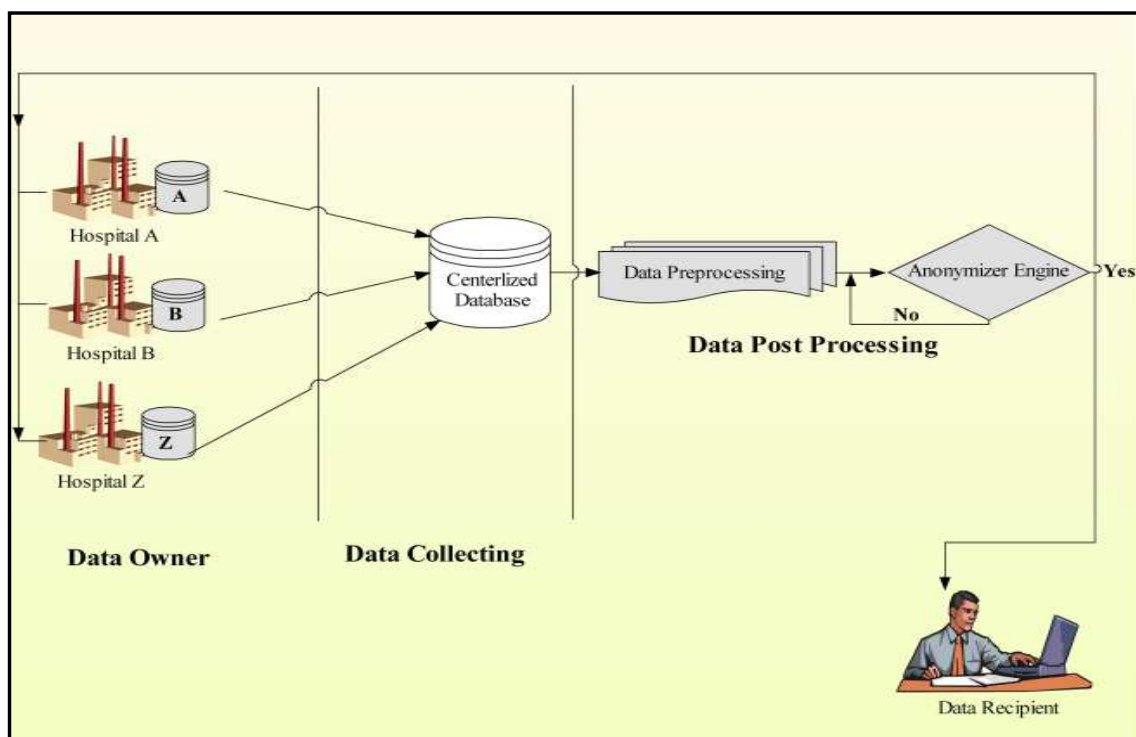 A
Hospital A
B
Hospital B
Z
Hospital Z
Data Owner
Centerlized
Database
Data Collecting
Data Preprocessing
Anonymizer Engine
Yes
No
Data Post Processing
Data Recipient